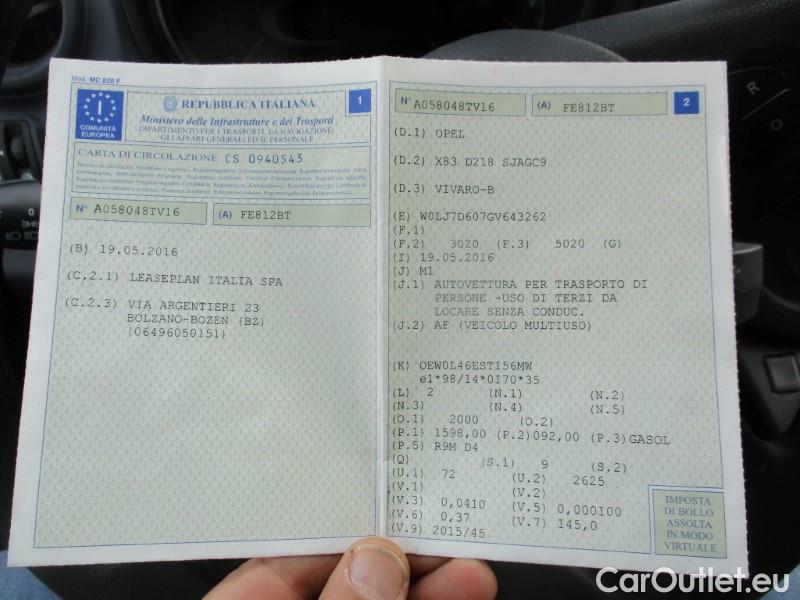 Mod. MC 820 F
I
COMUNITÀ
EUROPEA
REPUBBLICA ITALIANA
1
Ministero delle Infrastrutture e dei Trasporti
DIPARTIMENTO PER I TRASPORTI, LA NAVIGAZIONE,
GLI AFFARI GENERALI ED IL PERSONALE
CARTA DI CIRCOLAZIONE CS 0940543
N° A058048TV16
(A) FE812BT
(B) 19.05.2016
(C.2.1) LEASEPLAN ITALIA SPA
(C.2.3) VIA ARGENTIERI 23
BOLZANO-BOZEN (BZ)
(06496050151)
N° A058048TV16
(A) FE812BT
2
(D.1) OPEL
(D.2) X83 D218 SJAGC9
(D.3) VIVARO-B
(E) W0LJ7D607GV643262
(F.1)
(F.2) 3020 (F.3) 5020 (G)
(I) 19.05.2016
(J) M1
(J.1) AUTOVETTURA PER TRASPORTO DI
PERSONE -USO DI TERZI DA
LOCARE SENZA CONDUC.
(J.2) AF (VEICOLO MULTIUSO)
(K) OEW0L46EST156MW
e1*98/14*0I70*35
(L) 2 (N.1) (N.2)
(N.3) (N.4) (N.5)
(O.1) 2000 (O.2)
(P.1) 1598,00 (P.2)092,00 (P.3)GASOL
(P.5) R9M D4
(Q) (S.1) 9 (S.2)
(U.1) 72 (U.2) 2625
(V.1) (V.2)
(V.3) 0,0410 (V.5) 0,000100
(V.6) 0,37 (V.7) 145,0
(V.9) 2015/45
IMPOSTA
DI BOLLO
ASSOLTA
IN MODO
VIRTUALE
R
CarOutlet.eu